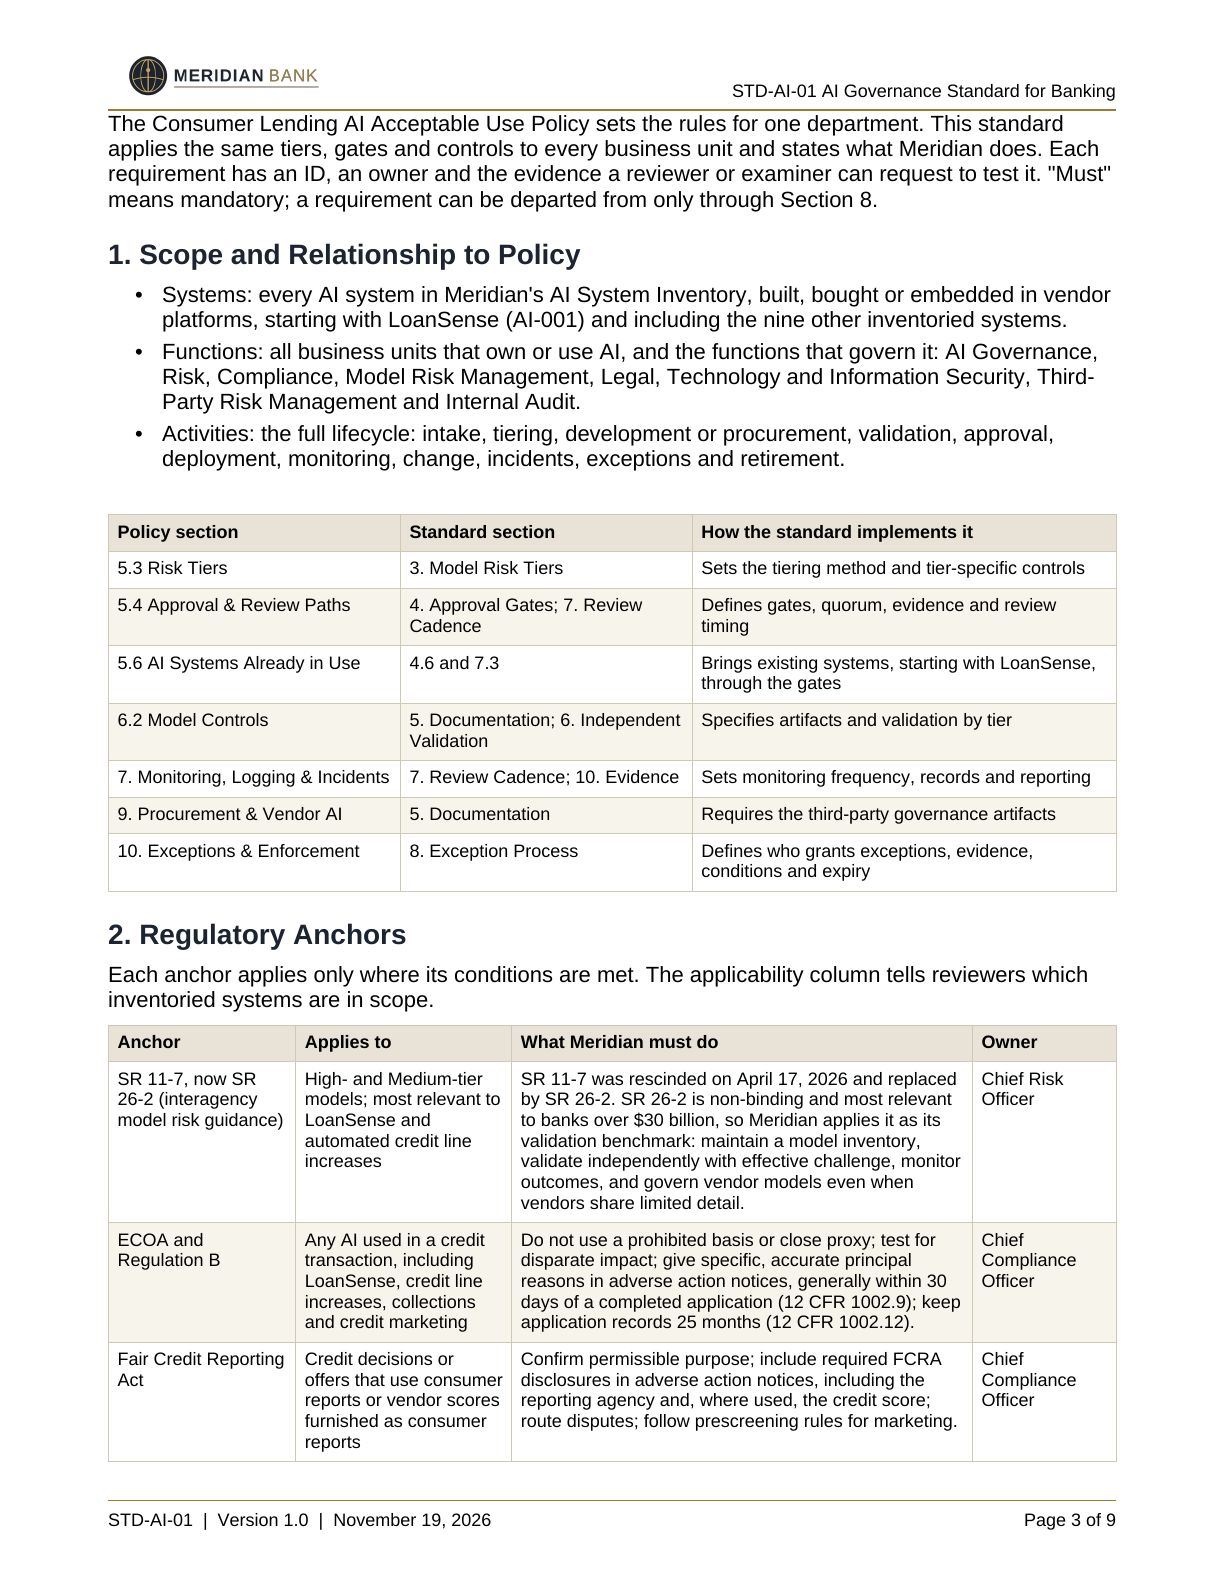 MERIDIAN BANK
STD-AI-01 AI Governance Standard for Banking
The Consumer Lending AI Acceptable Use Policy sets the rules for one department. This standard
applies the same tiers, gates and controls to every business unit and states what Meridian does. Each
requirement has an ID, an owner and the evidence a reviewer or examiner can request to test it. "Must"
means mandatory; a requirement can be departed from only through Section 8.
1. Scope and Relationship to Policy
• Systems: every AI system in Meridian's AI System Inventory, built, bought or embedded in vendor
platforms, starting with LoanSense (AI-001) and including the nine other inventoried systems.
• Functions: all business units that own or use AI, and the functions that govern it: AI Governance,
Risk, Compliance, Model Risk Management, Legal, Technology and Information Security, Third-
Party Risk Management and Internal Audit.
• Activities: the full lifecycle: intake, tiering, development or procurement, validation, approval,
deployment, monitoring, change, incidents, exceptions and retirement.
Policy section
Standard section
How the standard implements it
5.3 Risk Tiers
3. Model Risk Tiers
Sets the tiering method and tier-specific controls
5.4 Approval & Review Paths
4. Approval Gates; 7. Review
Cadence
Defines gates, quorum, evidence and review
timing
5.6 AI Systems Already in Use
4.6 and 7.3
Brings existing systems, starting with LoanSense,
through the gates
6.2 Model Controls
5. Documentation; 6. Independent
Validation
Specifies artifacts and validation by tier
7. Monitoring, Logging & Incidents
7. Review Cadence; 10. Evidence
Sets monitoring frequency, records and reporting
9. Procurement & Vendor AI
5. Documentation
Requires the third-party governance artifacts
10. Exceptions & Enforcement
8. Exception Process
Defines who grants exceptions, evidence,
conditions and expiry
2. Regulatory Anchors
Each anchor applies only where its conditions are met. The applicability column tells reviewers which
inventoried systems are in scope.
Anchor
Applies to
What Meridian must do
Owner
SR 11-7, now SR
26-2 (interagency
model risk guidance)
High- and Medium-tier
models; most relevant to
LoanSense and
automated credit line
increases
SR 11-7 was rescinded on April 17, 2026 and replaced
by SR 26-2. SR 26-2 is non-binding and most relevant
to banks over $30 billion, so Meridian applies it as its
validation benchmark: maintain a model inventory,
validate independently with effective challenge, monitor
outcomes, and govern vendor models even when
vendors share limited detail.
Chief Risk
Officer
ECOA and
Regulation B
Any AI used in a credit
transaction, including
LoanSense, credit line
increases, collections
and credit marketing
Do not use a prohibited basis or close proxy; test for
disparate impact; give specific, accurate principal
reasons in adverse action notices, generally within 30
days of a completed application (12 CFR 1002.9); keep
application records 25 months (12 CFR 1002.12).
Chief
Compliance
Officer
Fair Credit Reporting
Act
Credit decisions or
offers that use consumer
reports or vendor scores
furnished as consumer
reports
Confirm permissible purpose; include required FCRA
disclosures in adverse action notices, including the
reporting agency and, where used, the credit score;
route disputes; follow prescreening rules for marketing.
Chief
Compliance
Officer
STD-AI-01 | Version 1.0 | November 19, 2026
Page 3 of 9